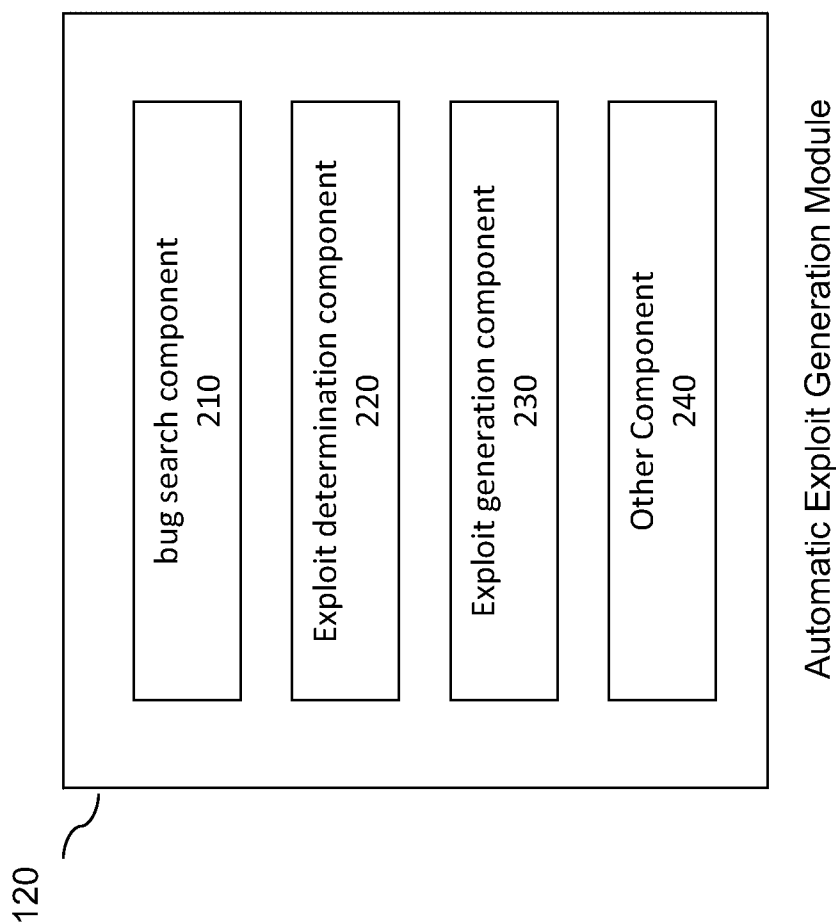 120
bug search component
210
Exploit determination component
220
Exploit generation component
230
Other Component
240
Automatic Exploit Generation Module